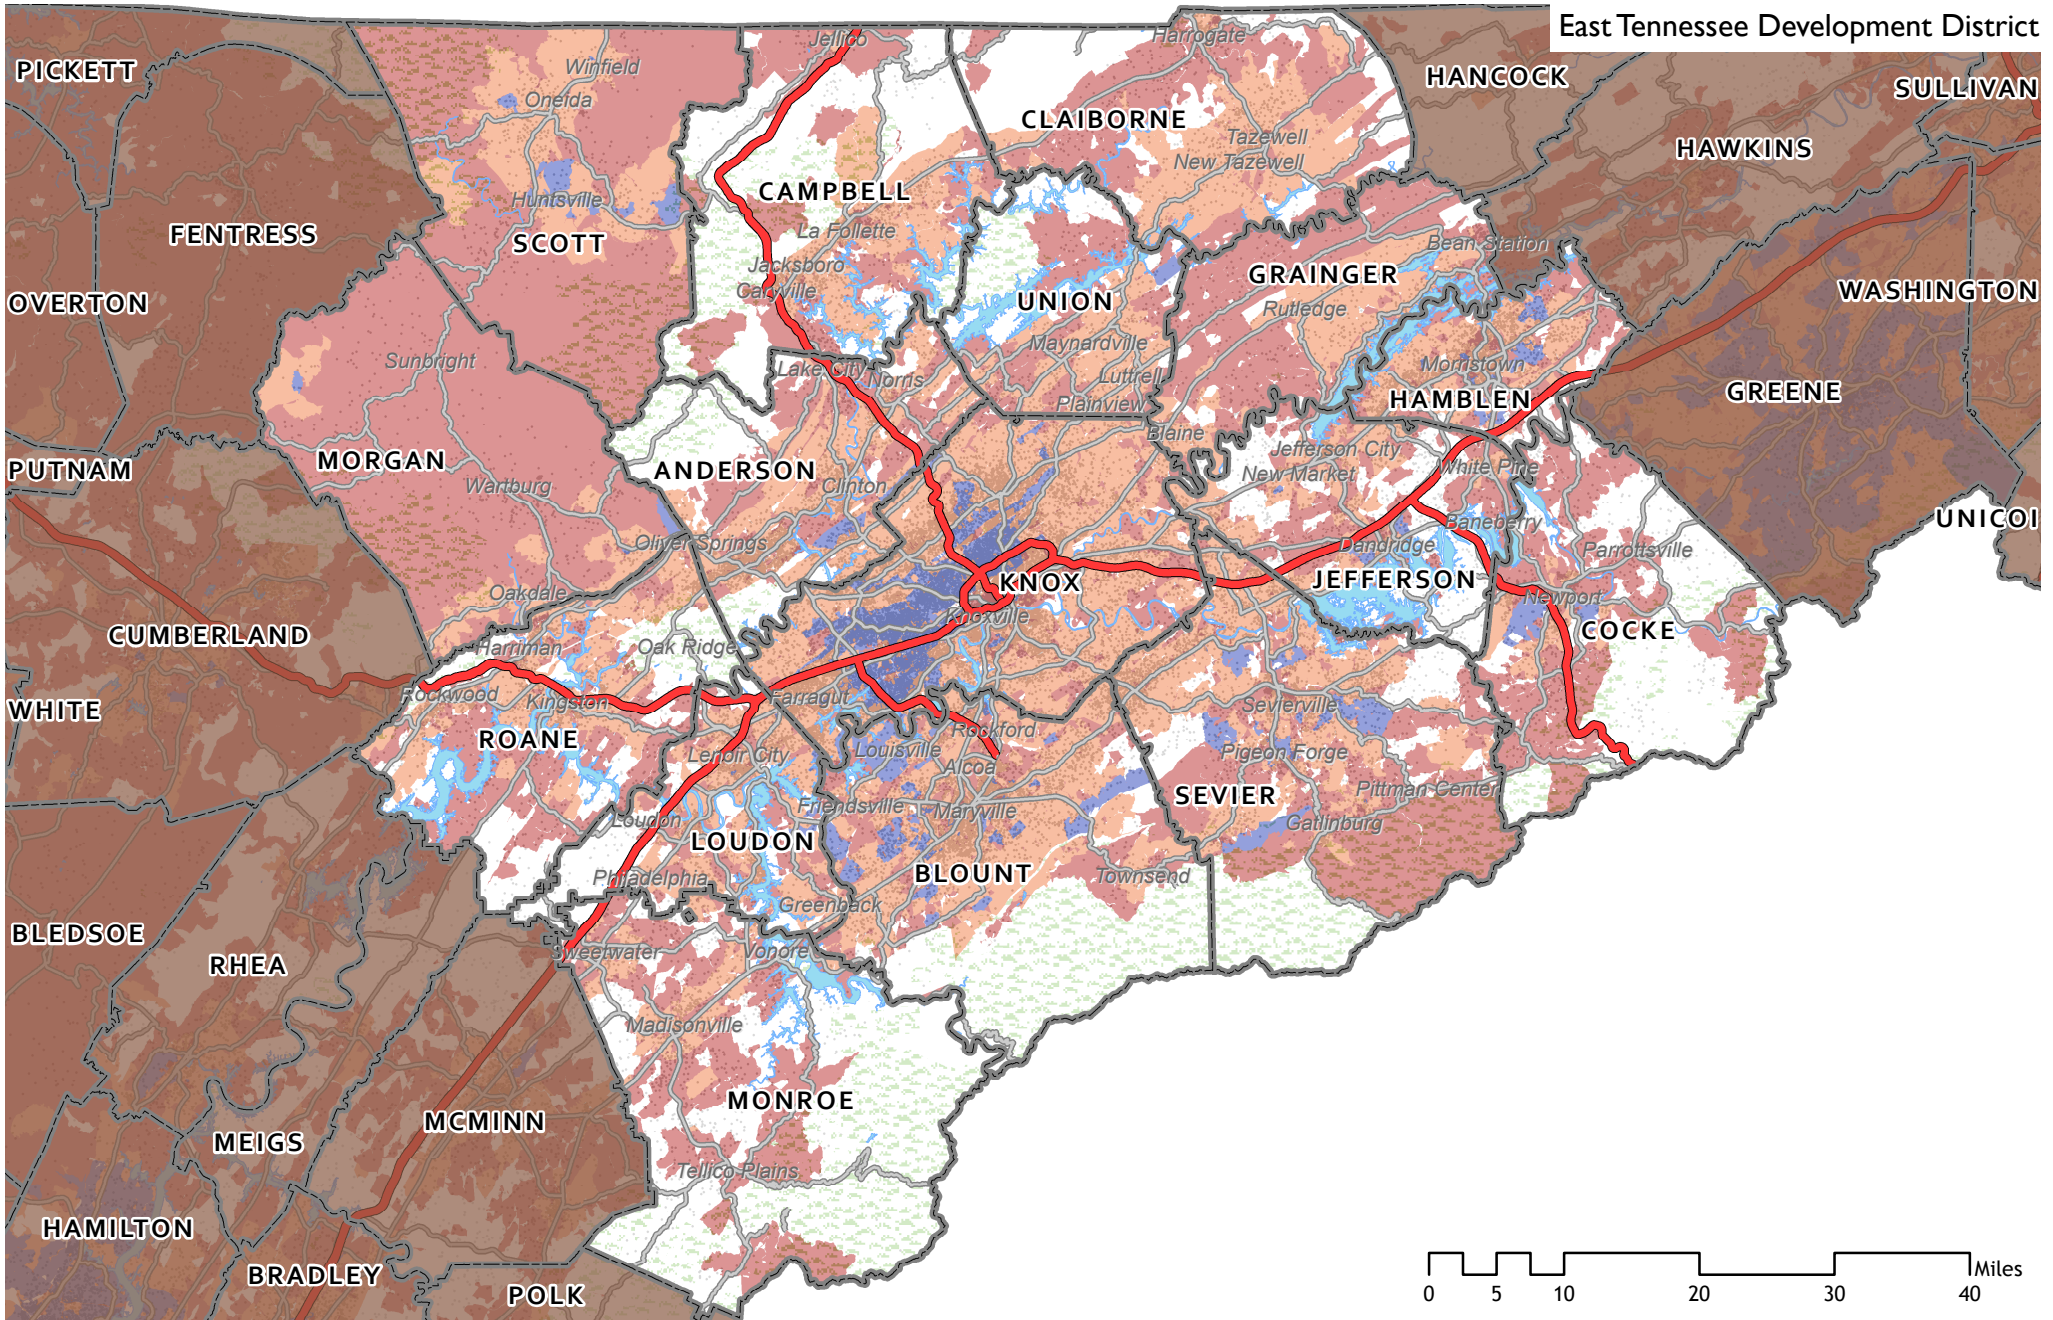 East Tennessee Development District
Jellico
Harrogate
PICKETT
Winfield
HANCOCK
SULLIVAN
Oneida
CLAIBORNE
Tazewell
HAWKINS
New Tazewell
CAMPBELL
Huntsville
FENTRESS
SCOTT
La Follette
Bean Station
Jacksboro
GRAINGER
Caryville
WASHINGTON
OVERTON
UNION
Rutledge
Maynardville
Sunbright
Lake City
Norris
Luttrell
Morristown
GREENE
Plainview
HAMBLEN
Blaine
Jefferson City
MORGAN
PUTNAM
ANDERSON
New Market
White Pine
Wartburg
Clinton
UNICOI
Baneberry
Oliver Springs
Dandridge
Parrottsville
KNOX
JEFFERSON
Oakdale
Newport
Knoxville
CUMBERLAND
COCKE
Harriman
Oak Ridge
Rockwood
Kingston
Farragut
WHITE
Sevierville
ROANE
Rockford
Louisville
Lenoir City
Pigeon Forge
Alcoa
SEVIER
Pittman Center
Friendsville
Maryville
Loudon
Gatlinburg
LOUDON
BLOUNT
Philadelphia
Townsend
Greenback
BLEDSOE
Sweetwater
Vonore
RHEA
Madisonville
MONROE
MCMINN
MEIGS
Tellico Plains
HAMILTON
BRADLEY
POLK
Miles
0 5 10 20 30 40